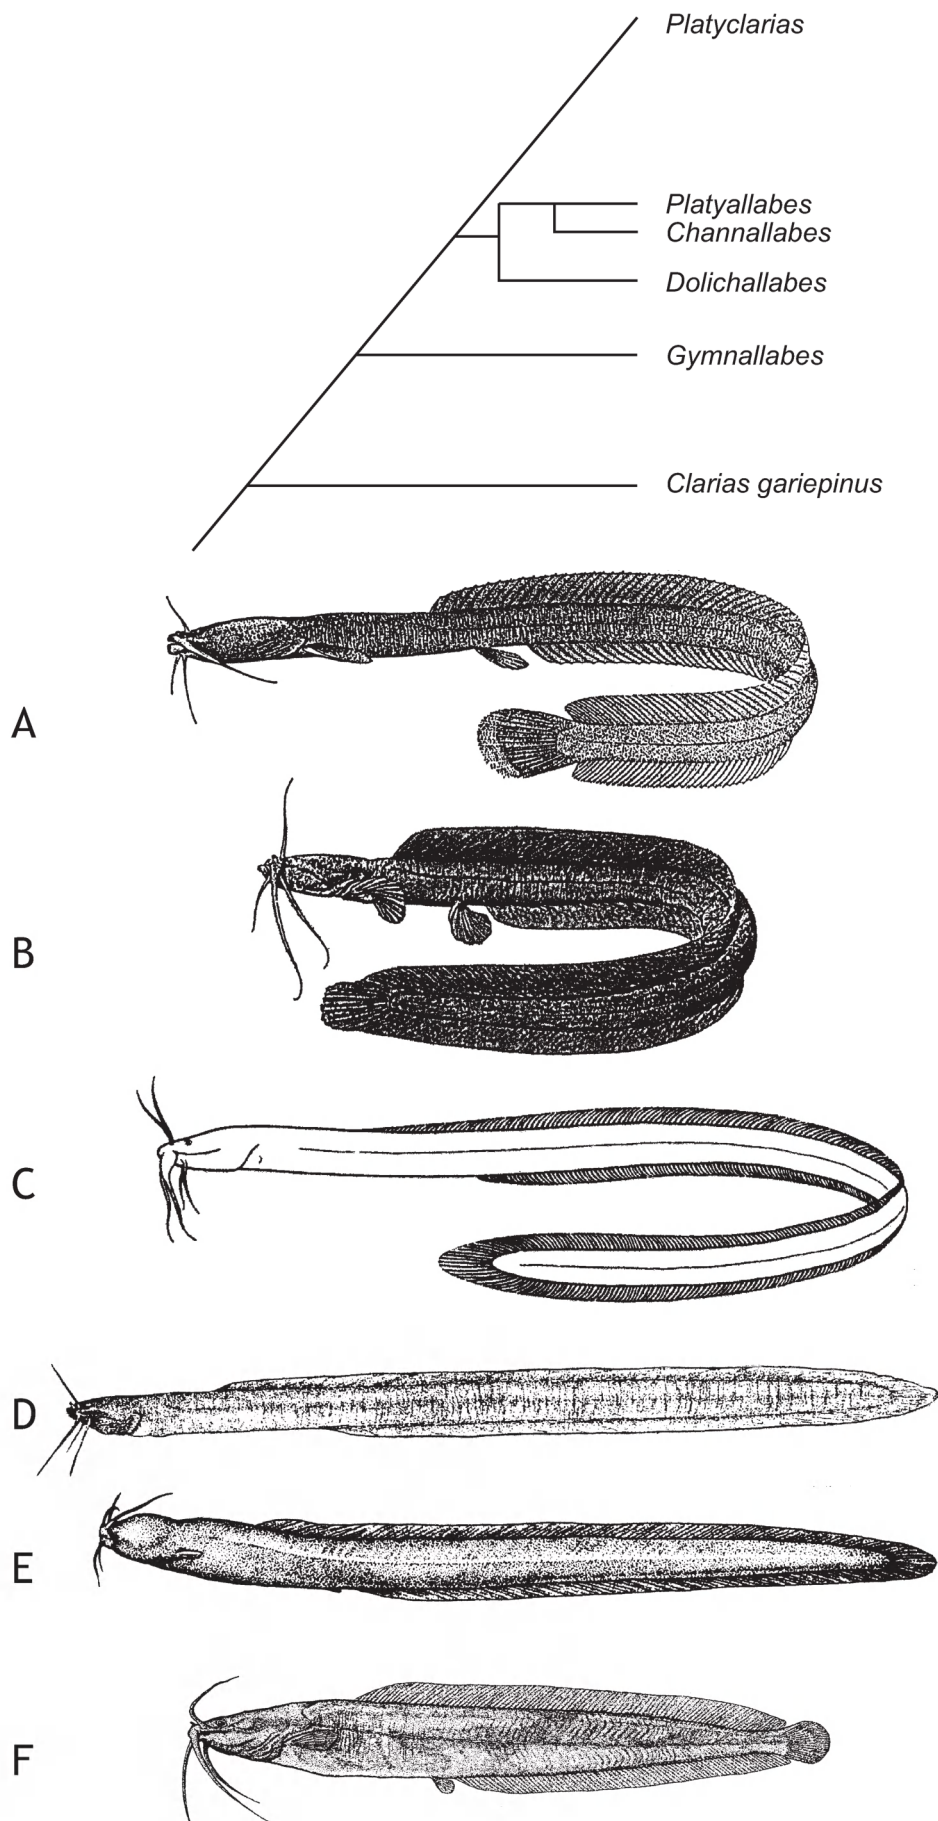 Platyclarias
Platyallabes
Channallabes
Dolichallabes
Gymnallabes
Clarias gariepinus
A
B
C
D
E
F